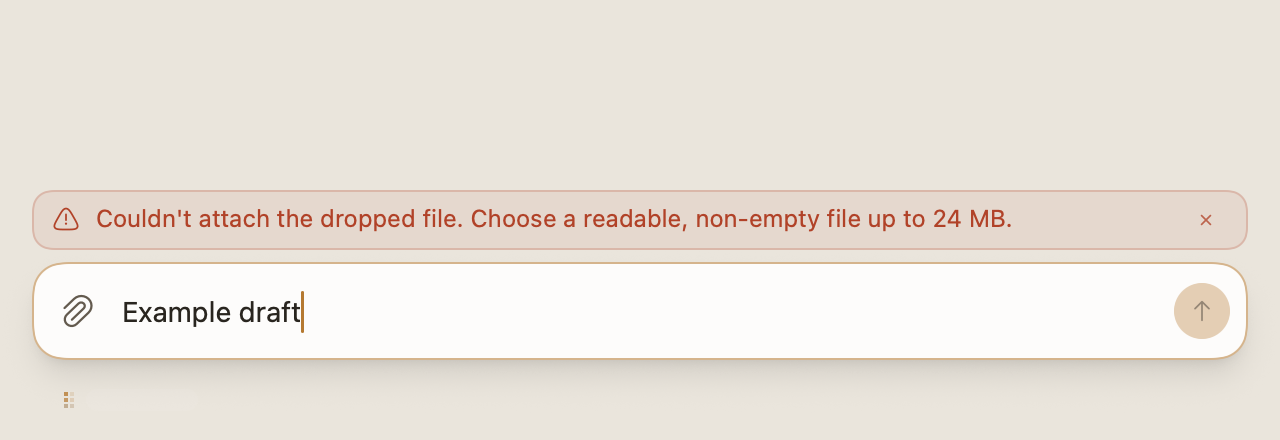 Couldn't attach the dropped file. Choose a readable, non-empty file up to 24 MB.
Example draft